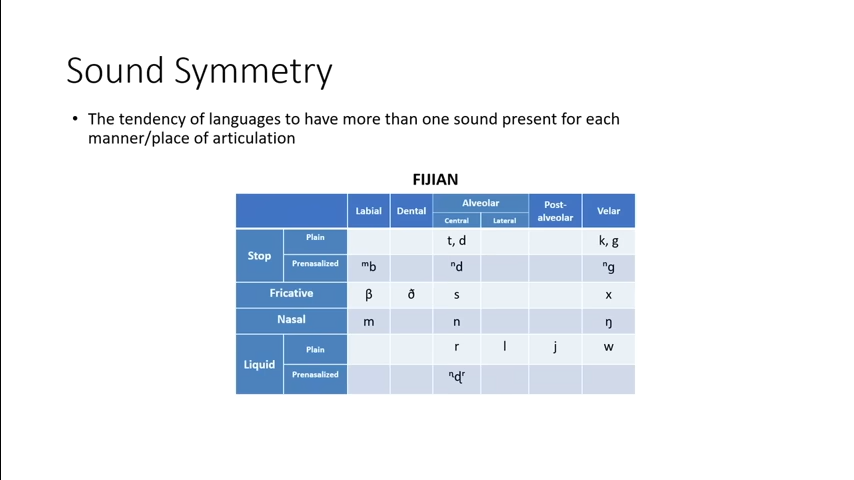 Sound Symmetry
• The tendency of languages to have more than one sound present for each
manner/place of articulation
FIJIAN
Labial Dental Alveolar Post-alveolar Velar
Central Lateral
Stop Plain t, d k, g
Prenasalized ᵐb ⁿd ⁿg
Fricative β ð s x
Nasal m n ŋ
Liquid Plain r l j w
Prenasalized ⁿɖʳ